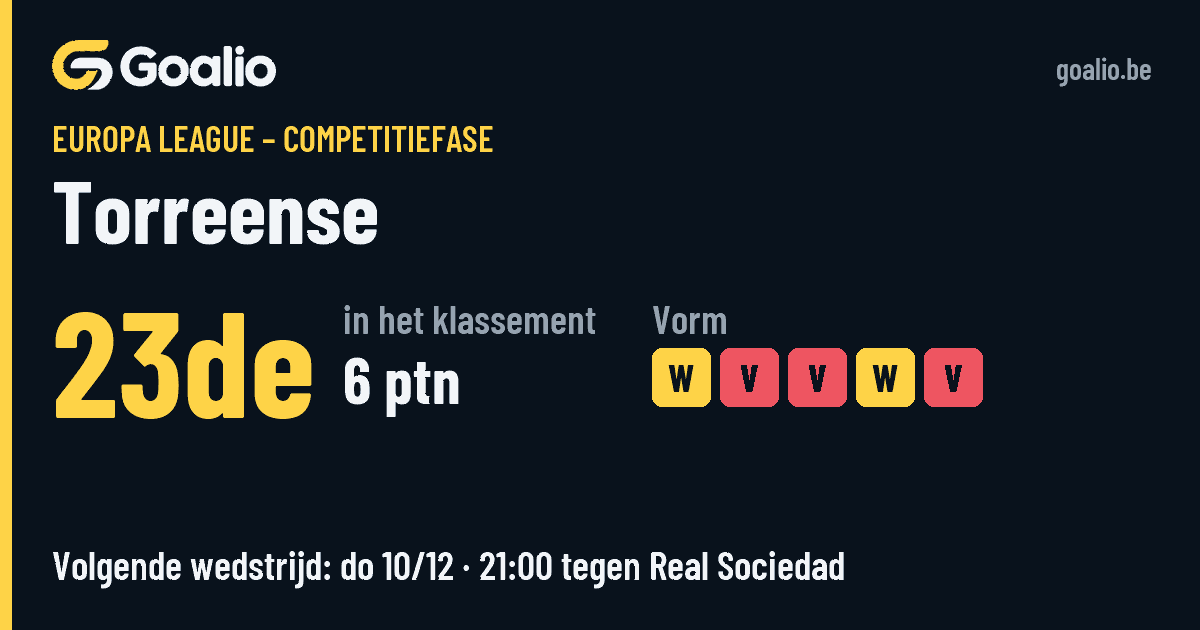 Goalio
goalio.be
EUROPA LEAGUE – COMPETITIEFASE
Torreense
23de
in het klassement
6 ptn
Vorm
W V V W V
Volgende wedstrijd: do 10/12 · 21:00 tegen Real Sociedad